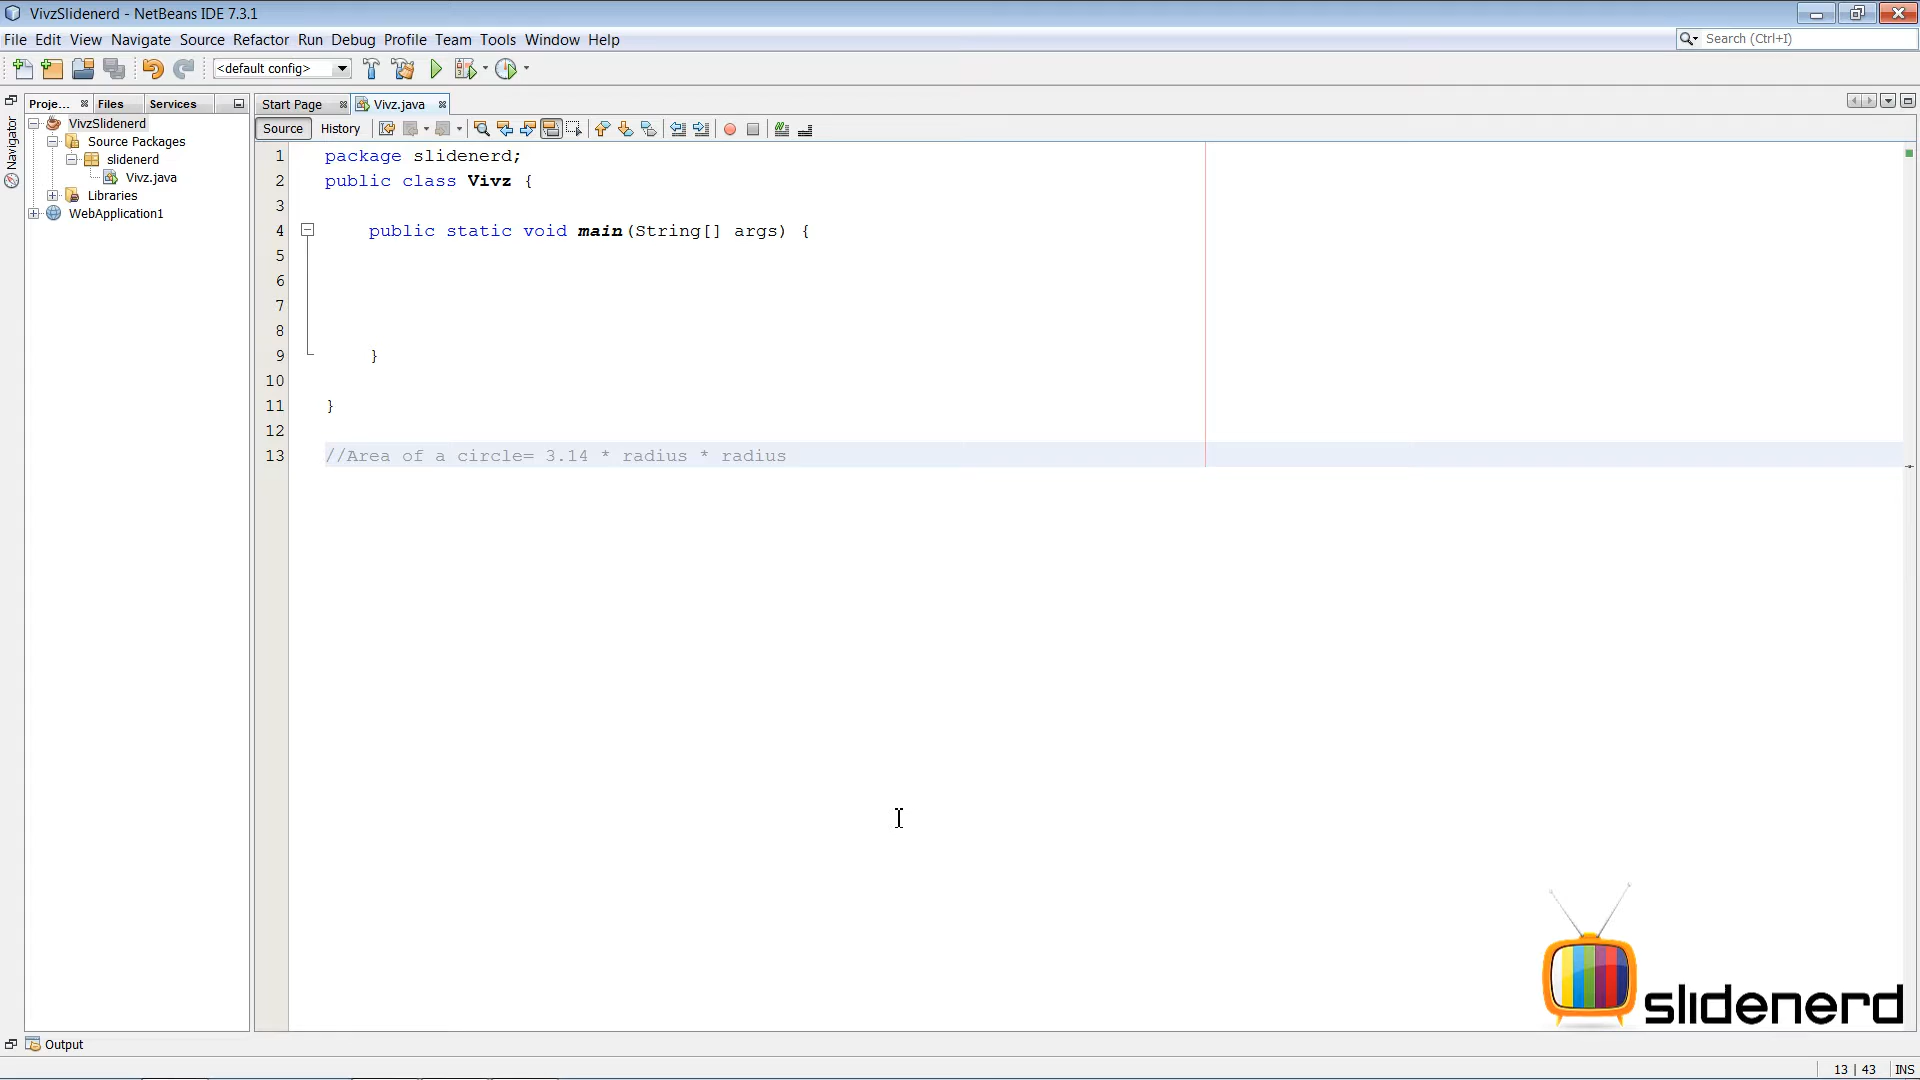 VivzSlidenerd - NetBeans IDE 7.3.1
File Edit View Navigate Source Refactor Run Debug Profile Team Tools Window Help
Search (Ctrl+I)
<default config>
Proje... Files Services
Start Page Vivz.java
Navigator
Source History
VivzSlidenerd
Source Packages
slidenerd
Vivz.java
Libraries
WebApplication1
1 package slidenerd;
2 public class Vivz {
3
4 public static void main(String[] args) {
5
6
7
8
9 }
10
11 }
12
13 //Area of a circle= 3.14 * radius * radius
slidenerd
Output
13 | 43 INS